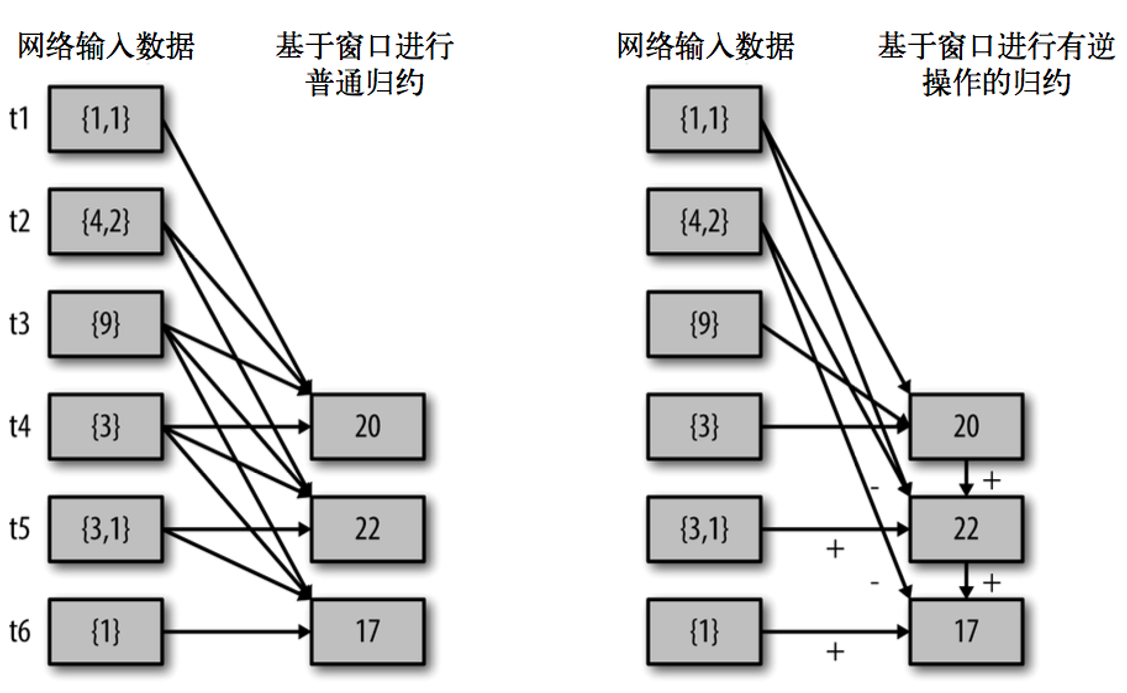 网络输入数据
基于窗口进行
普通归约
t1
{1,1}
t2
{4,2}
t3
{9}
t4
{3}
20
t5
{3,1}
22
t6
{1}
17
网络输入数据
基于窗口进行有逆
操作的归约
{1,1}
{4,2}
{9}
{3}
20
-
+
{3,1}
+
22
-
+
{1}
+
17